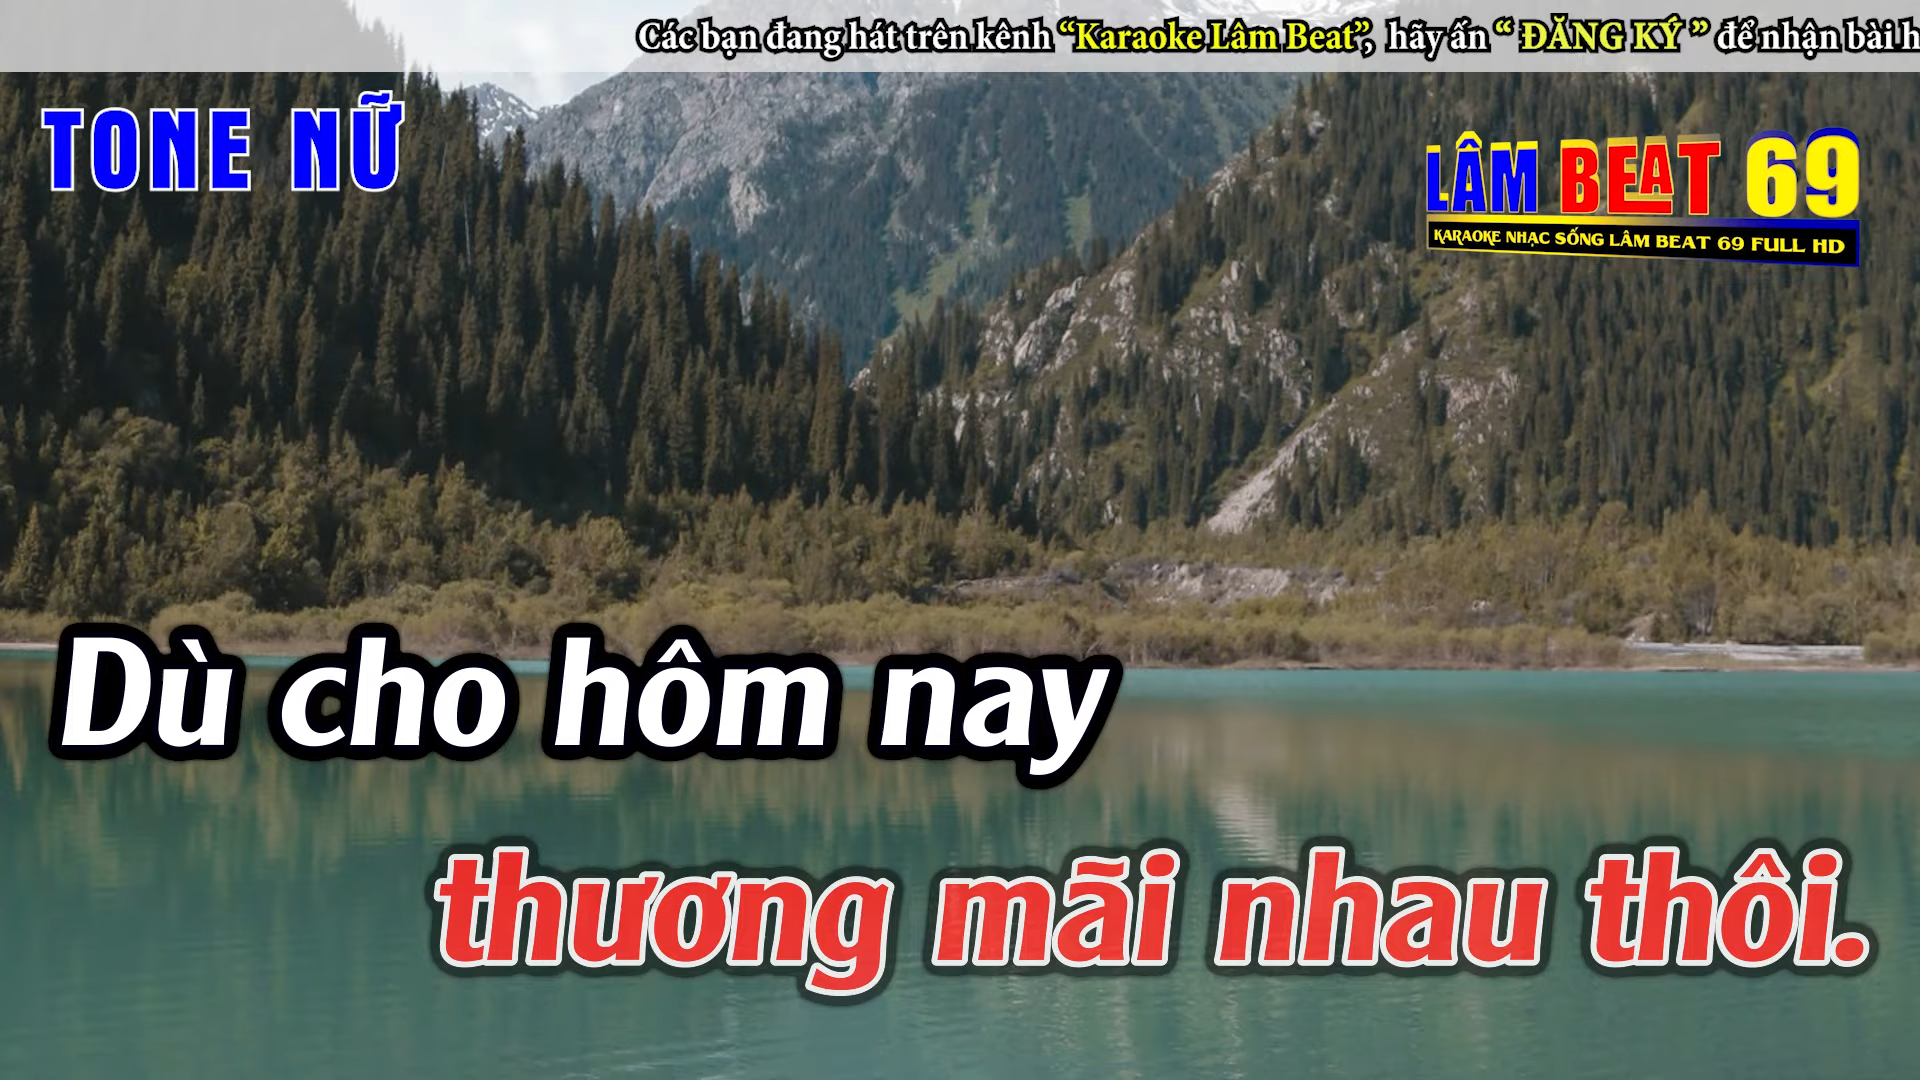 Các bạn đang hát trên kênh “Karaoke Lâm Beat”, hãy ấn “ ĐĂNG KÝ ” để nhận bài h
TONE NỮ
LÂM BEAT 69
KARAOKE NHẠC SỐNG LÂM BEAT 69 FULL HD
Dù cho hôm nay
thương mãi nhau thôi.